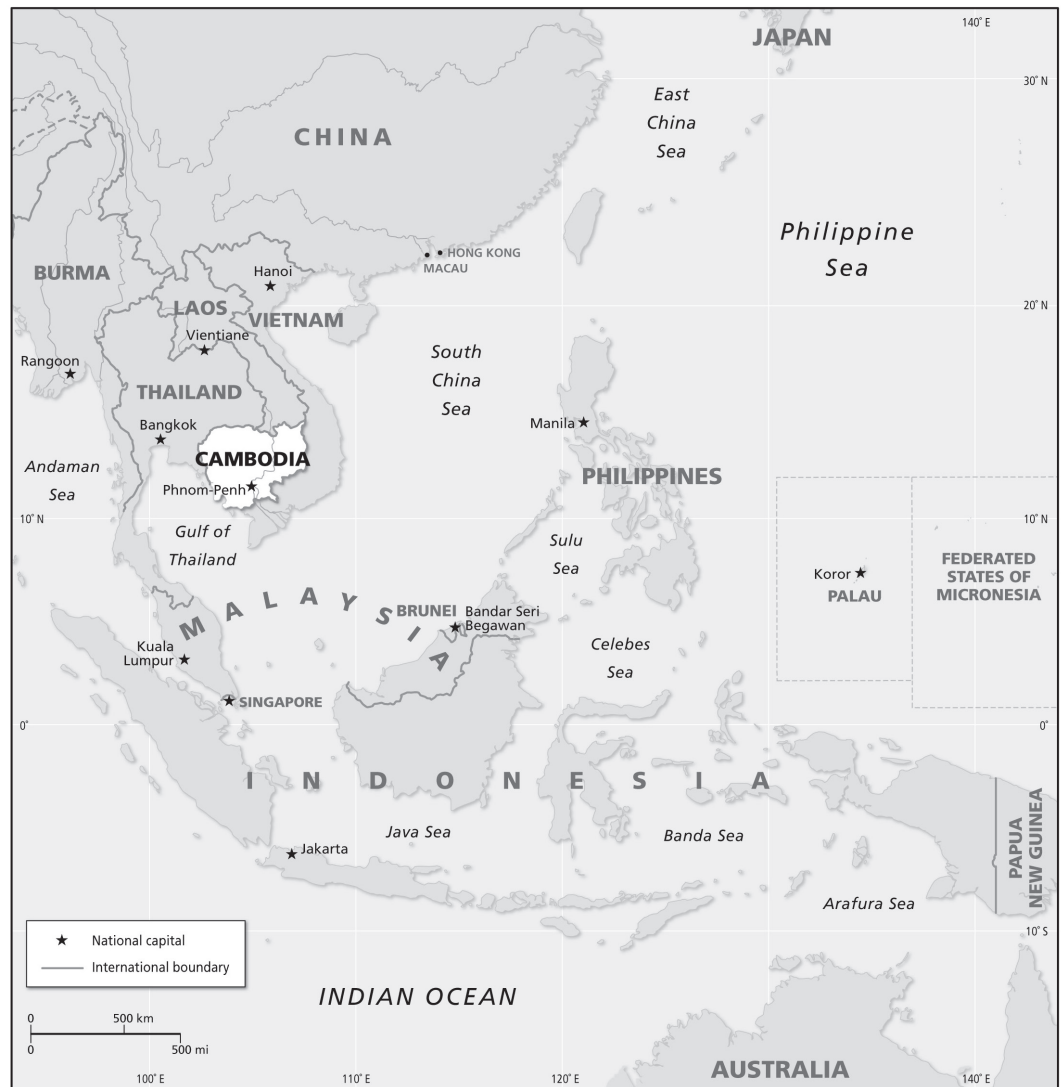 140° E
JAPAN
30° N
East
China
Sea
CHINA
Philippine
Sea
HONG KONG
MACAU
BURMA
Hanoi
LAOS
VIETNAM
20° N
Vientiane
South
China
Sea
Rangoon
THAILAND
Bangkok
Manila
CAMBODIA
Andaman
Sea
PHILIPPINES
Phnom-Penh
10° N
10° N
Gulf of
Thailand
Sulu
Sea
FEDERATED
STATES OF
MICRONESIA
Koror
PALAU
MALAYSIA
BRUNEI
Bandar Seri
Begawan
Kuala
Lumpur
Celebes
Sea
SINGAPORE
0°
0°
INDONESIA
Java Sea
Banda Sea
PAPUA
NEW GUINEA
Jakarta
Arafura Sea
National capital
International boundary
10° S
INDIAN OCEAN
0
500 km
0
500 mi
AUSTRALIA
100° E
110° E
120° E
140° E